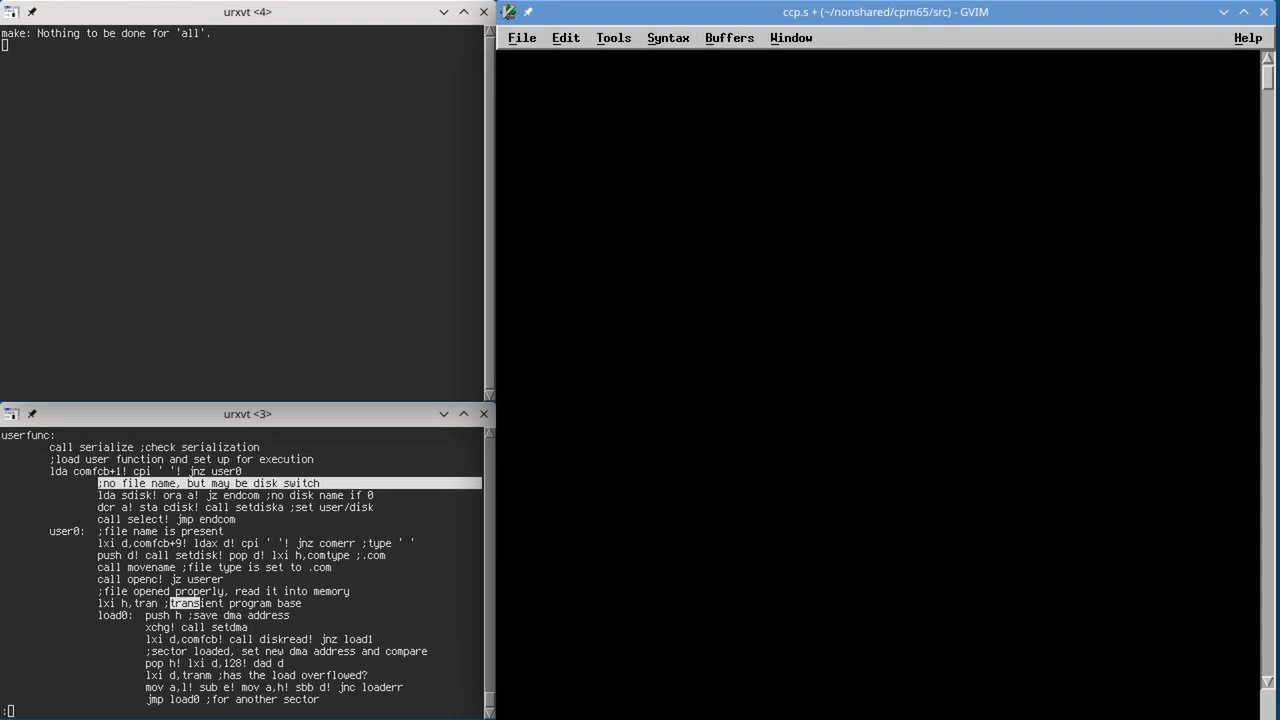 urxvt <4>
make: Nothing to be done for 'all'.
urxvt <3>
userfunc:
call serialize ;check serialization
;load user function and set up for execution
lda comfcb+1! cpi ' '! jnz user0
;no file name, but may be disk switch
lda sdisk! ora a! jz endcom ;no disk name if 0
dcr a! sta cdisk! call setdiska ;set user/disk
call select! jmp endcom
user0: ;file name is present
lxi d,comfcb+9! ldax d! cpi ' '! jnz comerr ;type ' '
push d! call setdisk! pop d! lxi h,comtype ;.com
call movename ;file type is set to .com
call openc! jz userer
;file opened properly, read it into memory
lxi h,tran ;transient program base
load0: push h ;save dma address
xchg! call setdma
lxi d,comfcb! call diskread! jnz load1
;sector loaded, set new dma address and compare
pop h! lxi d,128! dad d
lxi d,tranm ;has the load overflowed?
mov a,l! sub e! mov a,h! sbb d! jnc loaderr
jmp load0 ;for another sector
:
ccp.s + (~/nonshared/cpm65/src) - GVIM
File Edit Tools Syntax Buffers Window Help